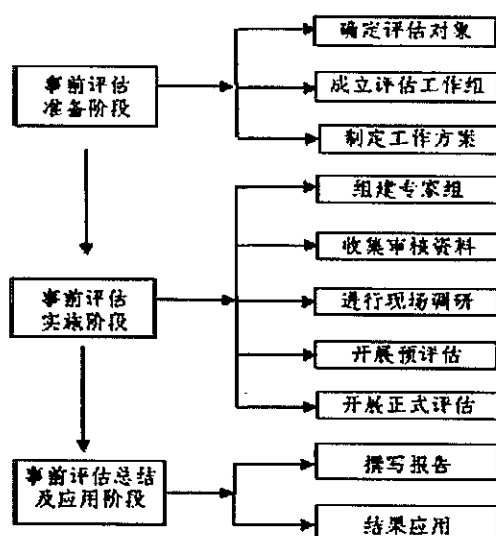 事前评估
准备阶段
确定评估对象
成立评估工作组
制定工作方案
事前评估
实施阶段
组建专家组
收集审核资料
进行现场调研
开展预评估
开展正式评估
事前评估总结
及应用阶段
撰写报告
结果应用